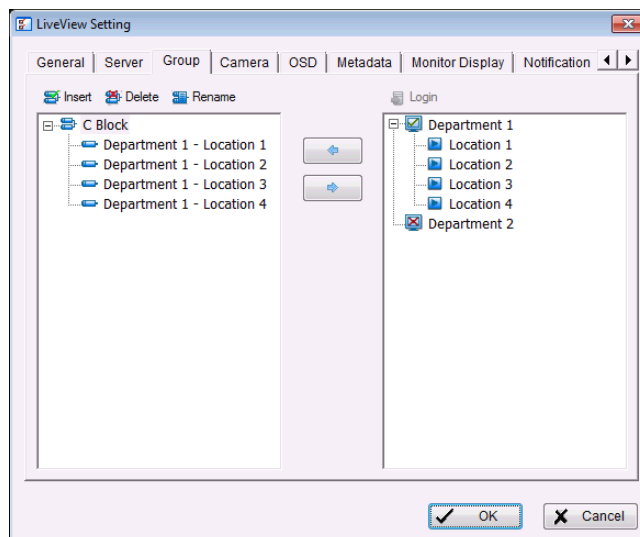 LiveView Setting
General Server Group Camera OSD Metadata Monitor Display Notification
Insert Delete Rename
Login
C Block
Department 1 - Location 1
Department 1 - Location 2
Department 1 - Location 3
Department 1 - Location 4
Department 1
Location 1
Location 2
Location 3
Location 4
Department 2
OK
Cancel